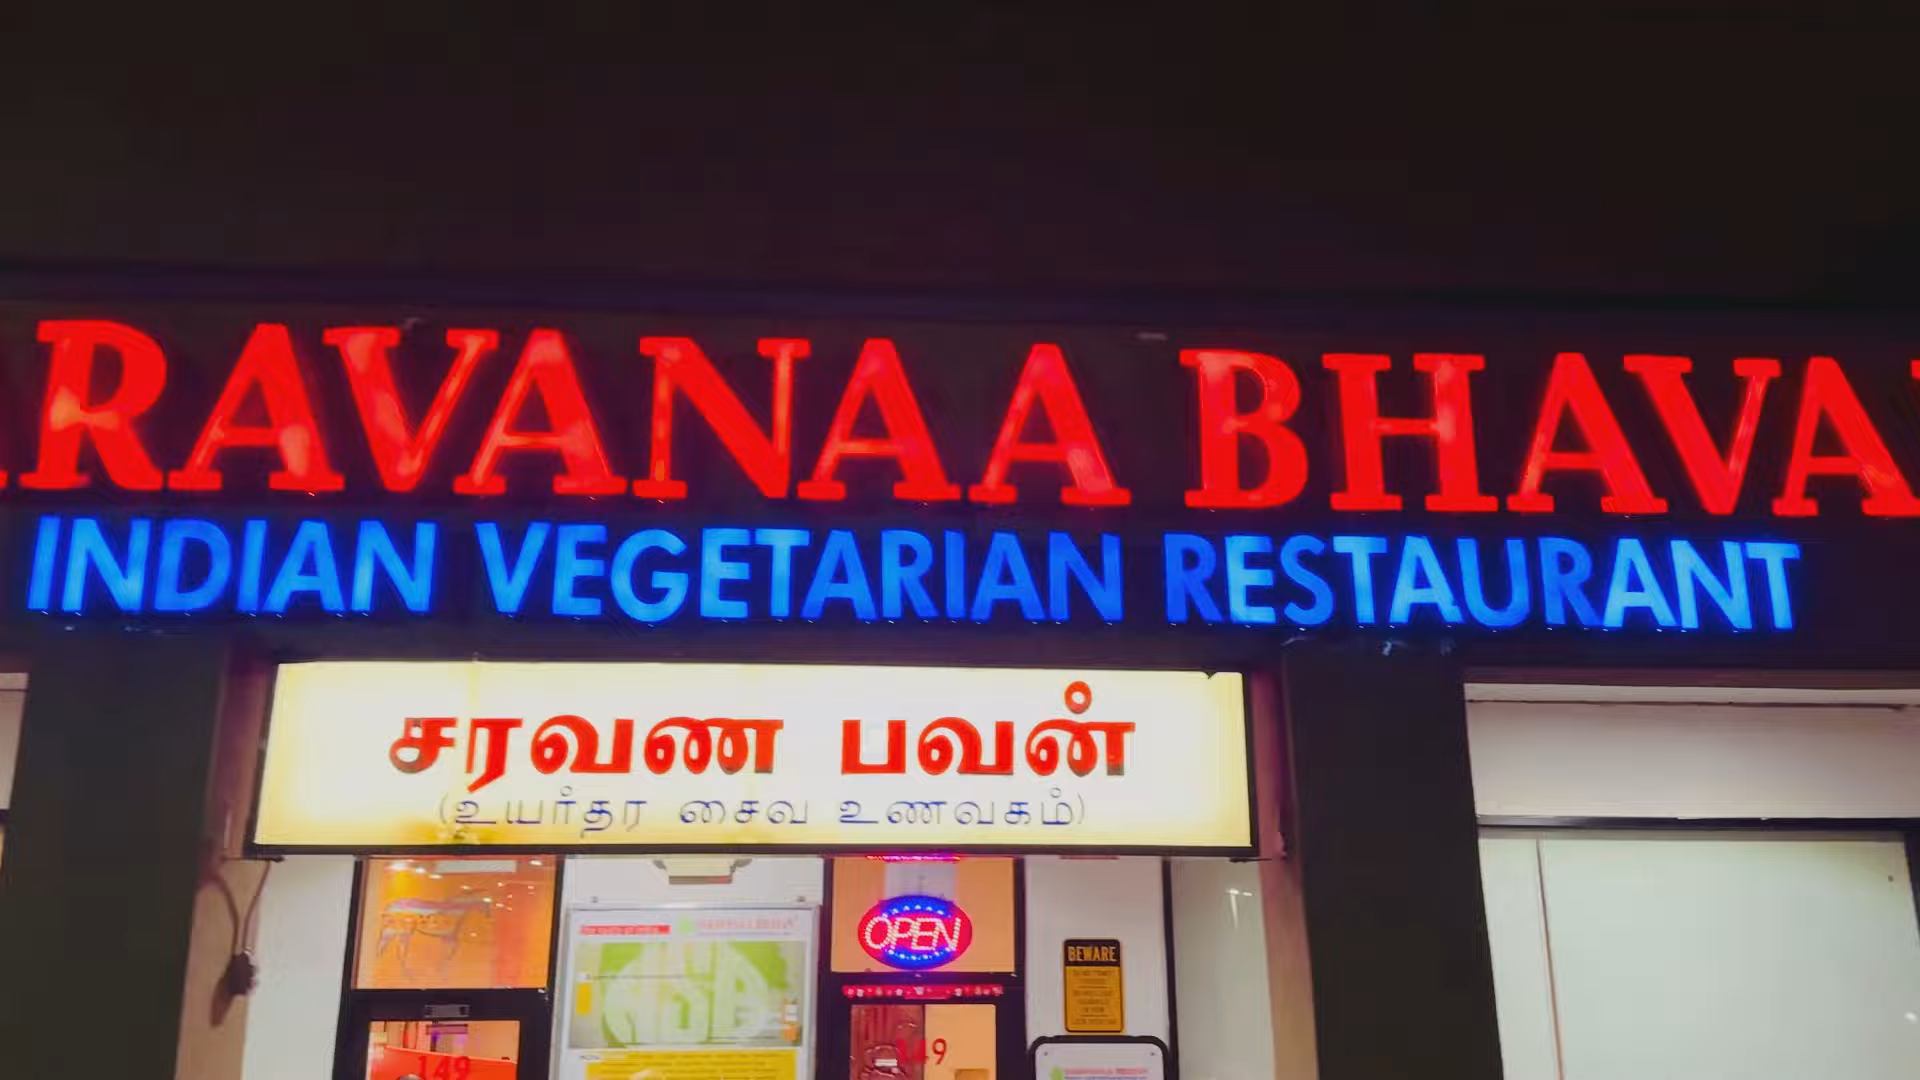 RAVANAA BHAVA
INDIAN VEGETARIAN RESTAURANT
சரவண பவன்
(உயர்தர சைவ உணவகம்)
OPEN
BEWARE
149
149